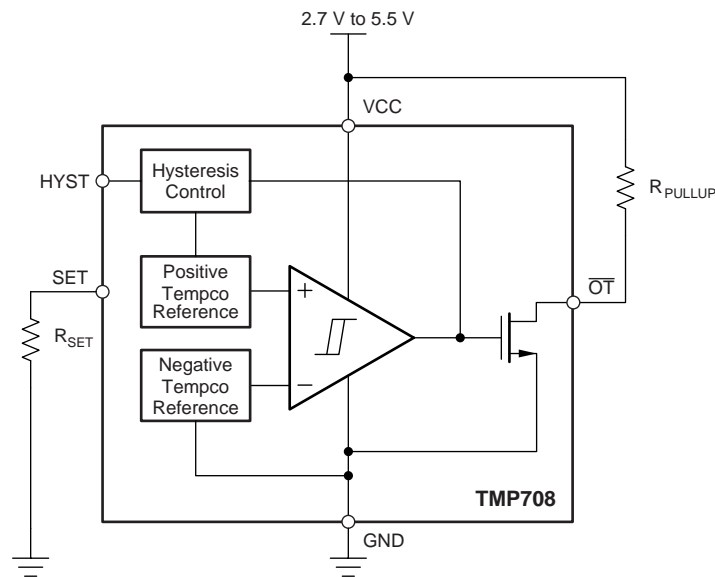 2.7 V to 5.5 V
VCC
HYST
Hysteresis
Control
R_PULLUP
SET
Positive
Tempco
Reference
+
OT
R_SET
Negative
Tempco
Reference
−
TMP708
GND